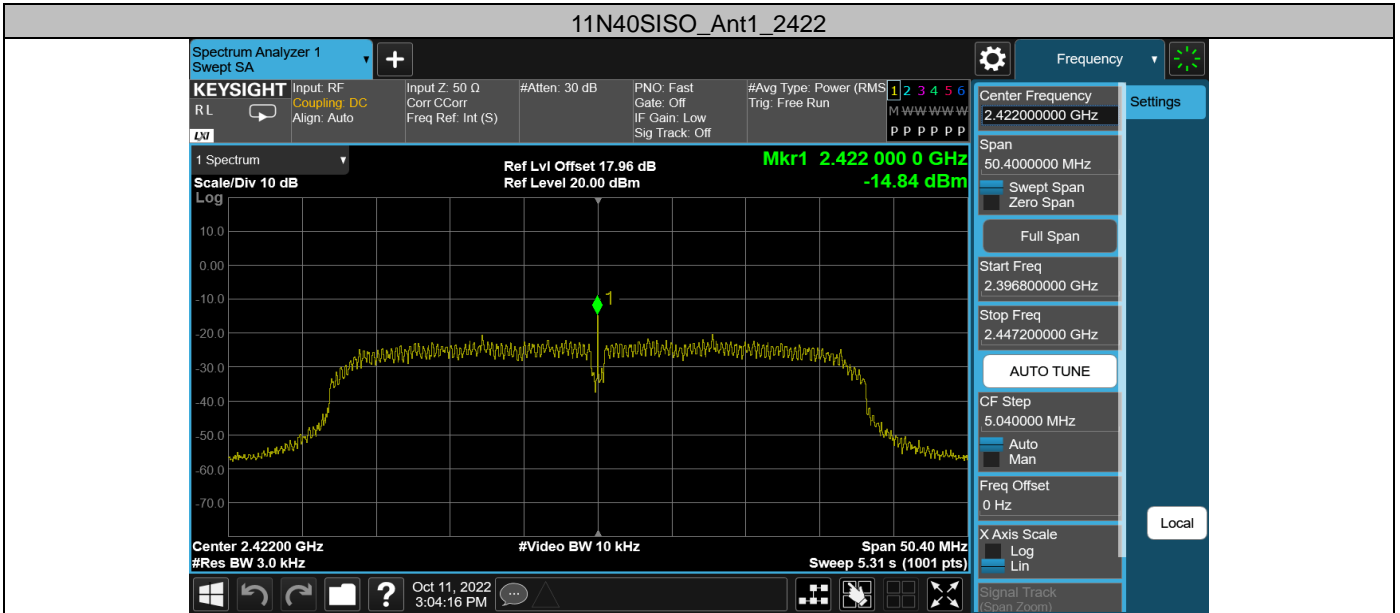 11N40SISO_Ant1_2422
Spectrum Analyzer 1
Swept SA
+
Frequency
KEYSIGHT
RL
LXI
Input: RF
Coupling: DC
Align: Auto
Input Z: 50 Ω
Corr CCorr
Freq Ref: Int (S)
#Atten: 30 dB
PNO: Fast
Gate: Off
IF Gain: Low
Sig Track: Off
#Avg Type: Power (RMS
Trig: Free Run
1 2 3 4 5 6
M W W W W W
P P P P P P
Center Frequency
2.422000000 GHz
Settings
Span
50.4000000 MHz
Swept Span
Zero Span
Full Span
Start Freq
2.396800000 GHz
Stop Freq
2.447200000 GHz
AUTO TUNE
CF Step
5.040000 MHz
Auto
Man
Freq Offset
0 Hz
X Axis Scale
Log
Lin
Signal Track
(Span Zoom)
Local
1 Spectrum
Scale/Div 10 dB
Log
Ref Lvl Offset 17.96 dB
Ref Level 20.00 dBm
Mkr1 2.422 000 0 GHz
-14.84 dBm
10.0
0.00
-10.0
-20.0
-30.0
-40.0
-50.0
-60.0
-70.0
1
Center 2.42200 GHz
#Video BW 10 kHz
Span 50.40 MHz
#Res BW 3.0 kHz
Sweep 5.31 s (1001 pts)
?
Oct 11, 2022
3:04:16 PM